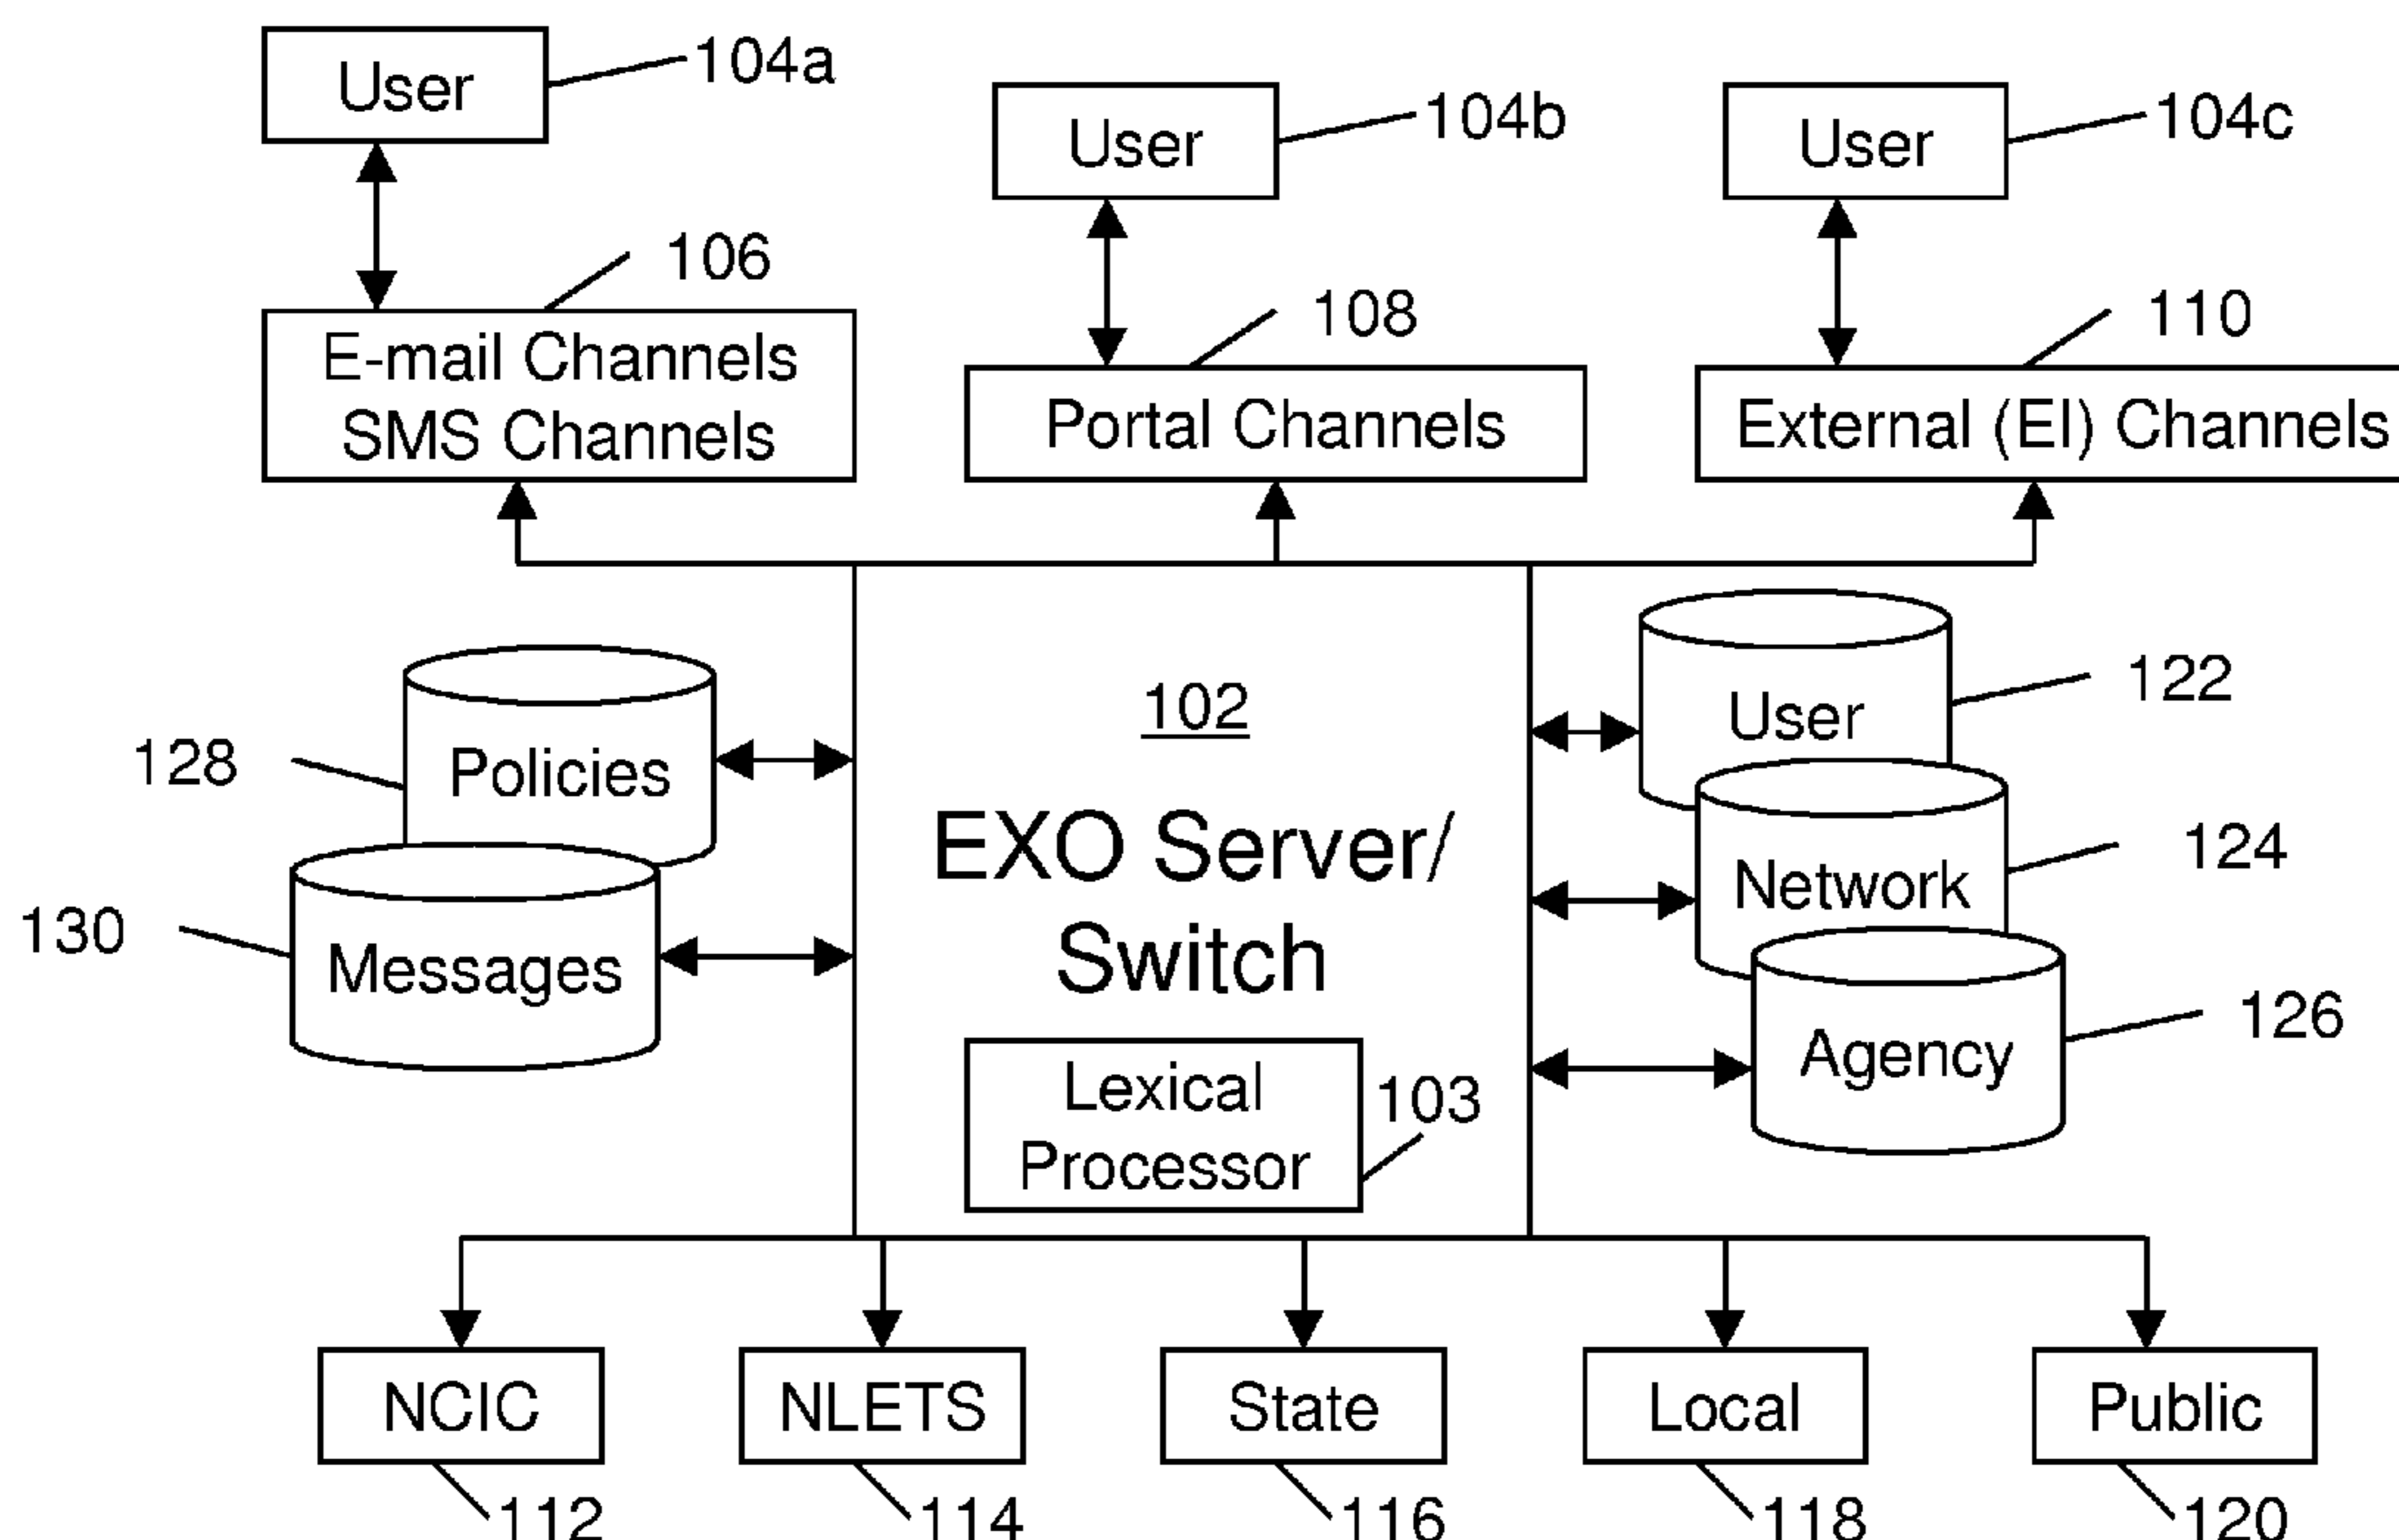 User
104a
User
104b
User
104c
106
108
110
E-mail Channels
SMS Channels
Portal Channels
External (EI) Channels
128
Policies
130
Messages
102
EXO Server/
Switch
Lexical
Processor
103
User
122
Network
124
Agency
126
NCIC
NLETS
State
Local
Public
112
114
116
118
120